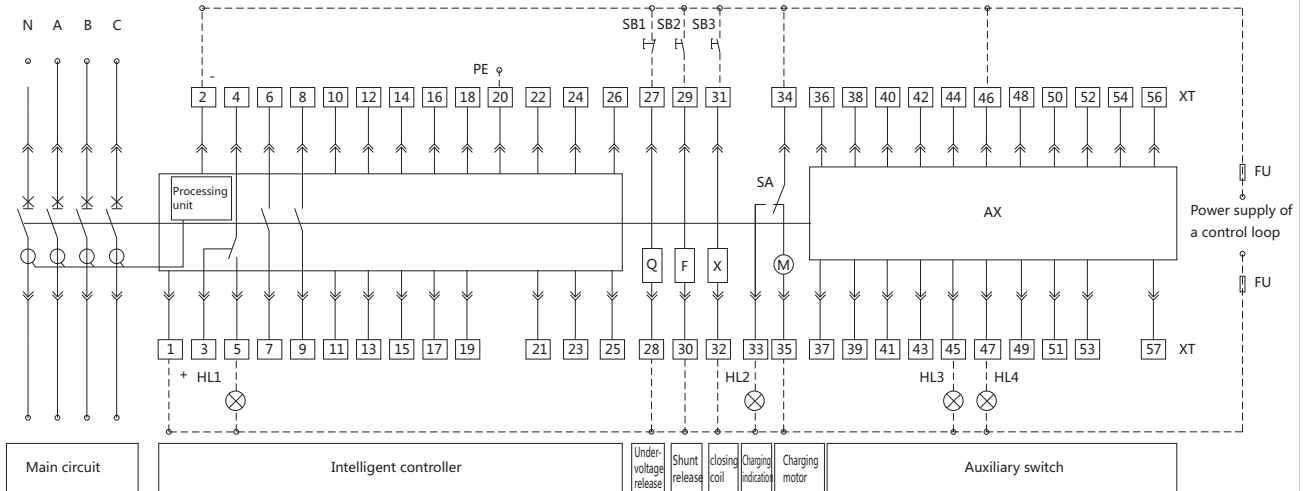 N A B C
SB1 SB2 SB3
PE
-
2 4 6 8 10 12 14 16 18 20 22 24 26 27 29 31 34 36 38 40 42 44 46 48 50 52 54 56 XT
FU
Processing
unit
SA
AX
Power supply of
a control loop
Q F X M
FU
1 3 5 7 9 11 13 15 17 19 21 23 25 28 30 32 33 35 37 39 41 43 45 47 49 51 53 57 XT
+ HL1 HL2 HL3 HL4
Main circuit
Intelligent controller
Under-
voltage
release
Shunt
release
closing
coil
Charging
indication
Charging
motor
Auxiliary switch